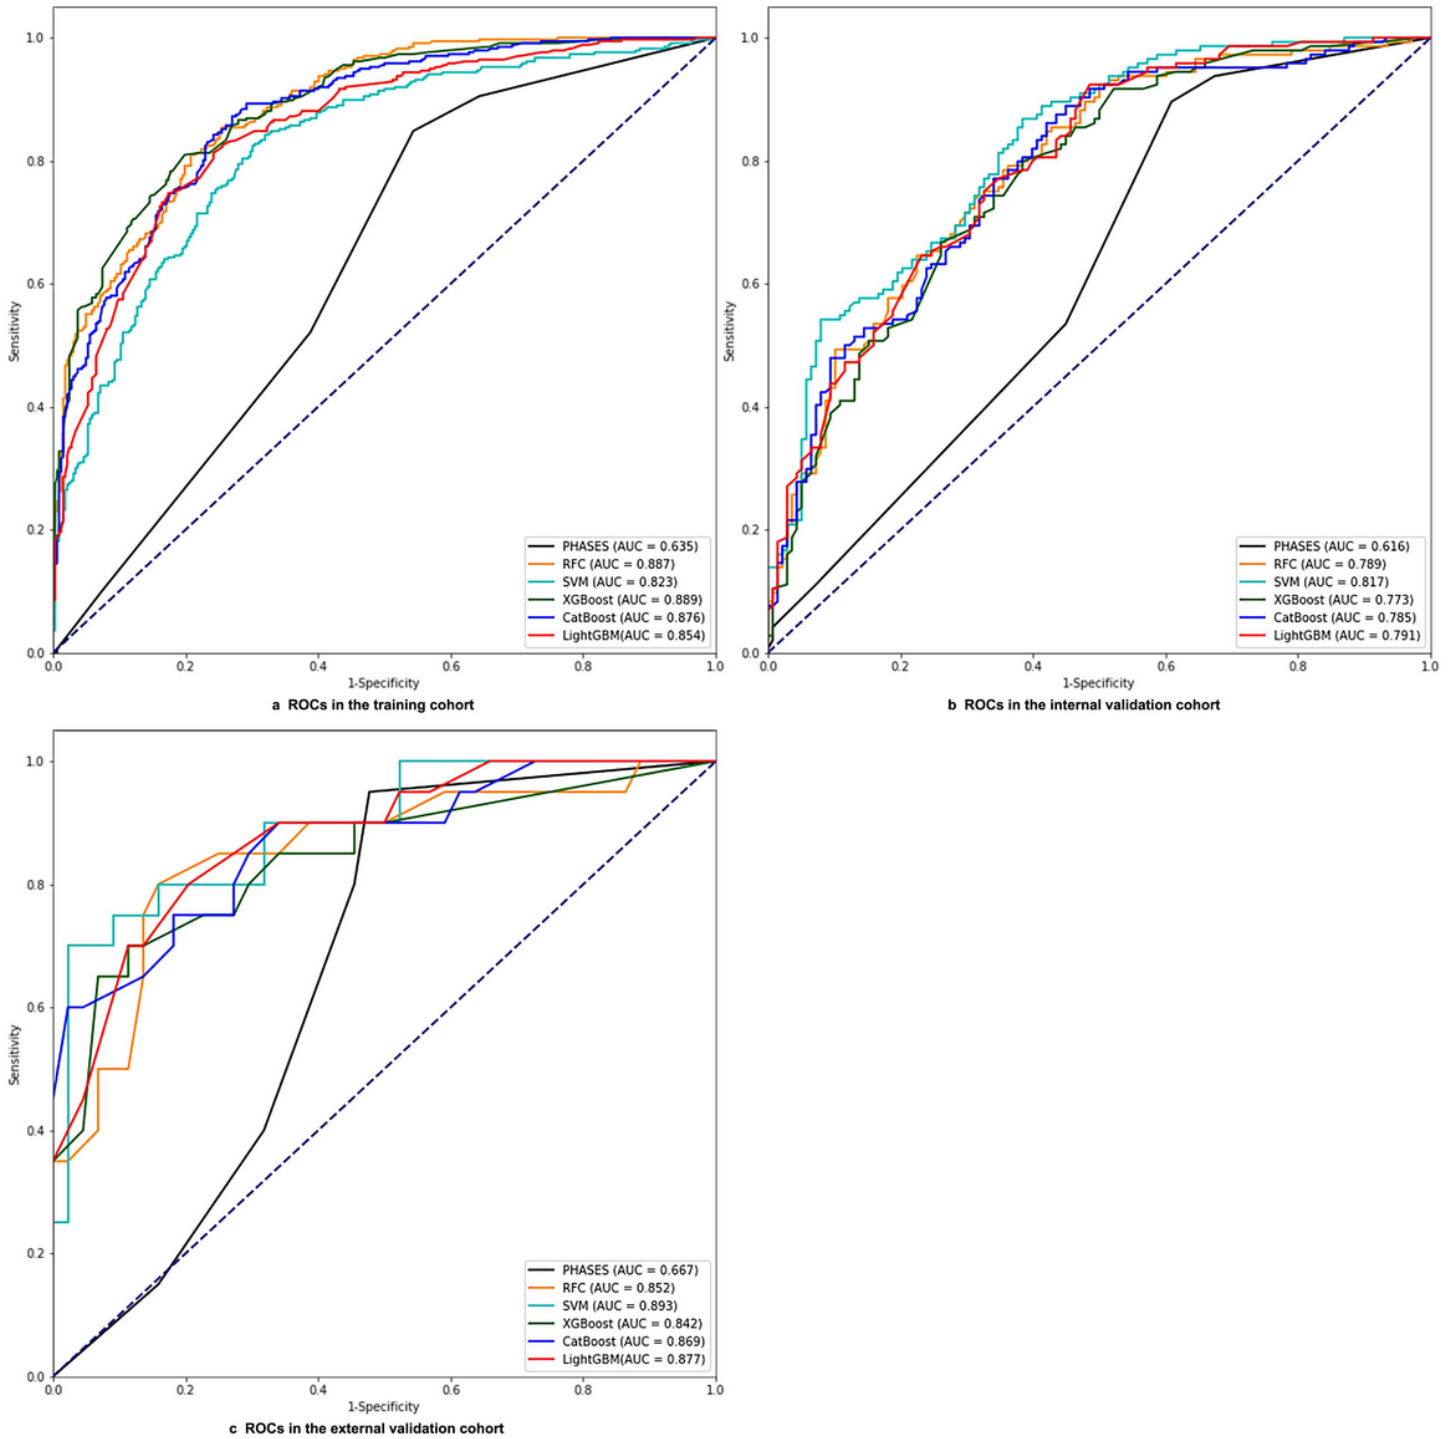 1.0
0.8
0.6
0.4
0.2
0.0
Sensitivity
0.0 0.2 0.4 0.6 0.8 1.0
1-Specificity
PHASES (AUC = 0.635)
RFC (AUC = 0.887)
SVM (AUC = 0.823)
XGBoost (AUC = 0.889)
CatBoost (AUC = 0.876)
LightGBM(AUC = 0.854)
a ROCs in the training cohort
1.0
0.8
0.6
0.4
0.2
0.0
Sensitivity
0.0 0.2 0.4 0.6 0.8 1.0
1-Specificity
PHASES (AUC = 0.616)
RFC (AUC = 0.789)
SVM (AUC = 0.817)
XGBoost (AUC = 0.773)
CatBoost (AUC = 0.785)
LightGBM (AUC = 0.791)
b ROCs in the internal validation cohort
1.0
0.8
0.6
0.4
0.2
0.0
Sensitivity
0.0 0.2 0.4 0.6 0.8 1.0
1-Specificity
PHASES (AUC = 0.667)
RFC (AUC = 0.852)
SVM (AUC = 0.893)
XGBoost (AUC = 0.842)
CatBoost (AUC = 0.869)
LightGBM(AUC = 0.877)
c ROCs in the external validation cohort